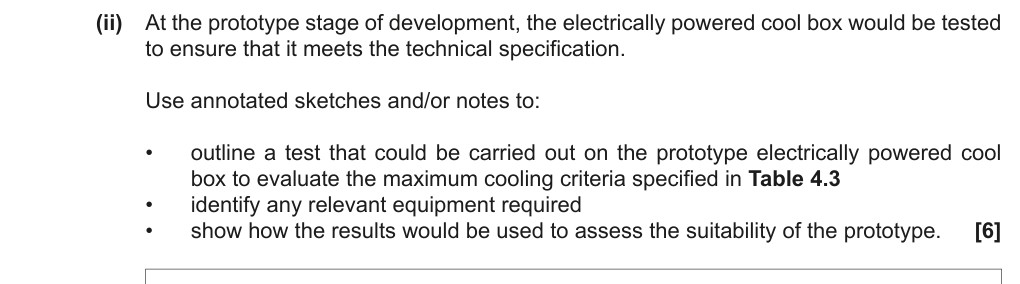 (ii) At the prototype stage of development, the electrically powered cool box would be tested
to ensure that it meets the technical specification.
Use annotated sketches and/or notes to:
• outline a test that could be carried out on the prototype electrically powered cool
box to evaluate the maximum cooling criteria specified in Table 4.3
• identify any relevant equipment required
• show how the results would be used to assess the suitability of the prototype. [6]